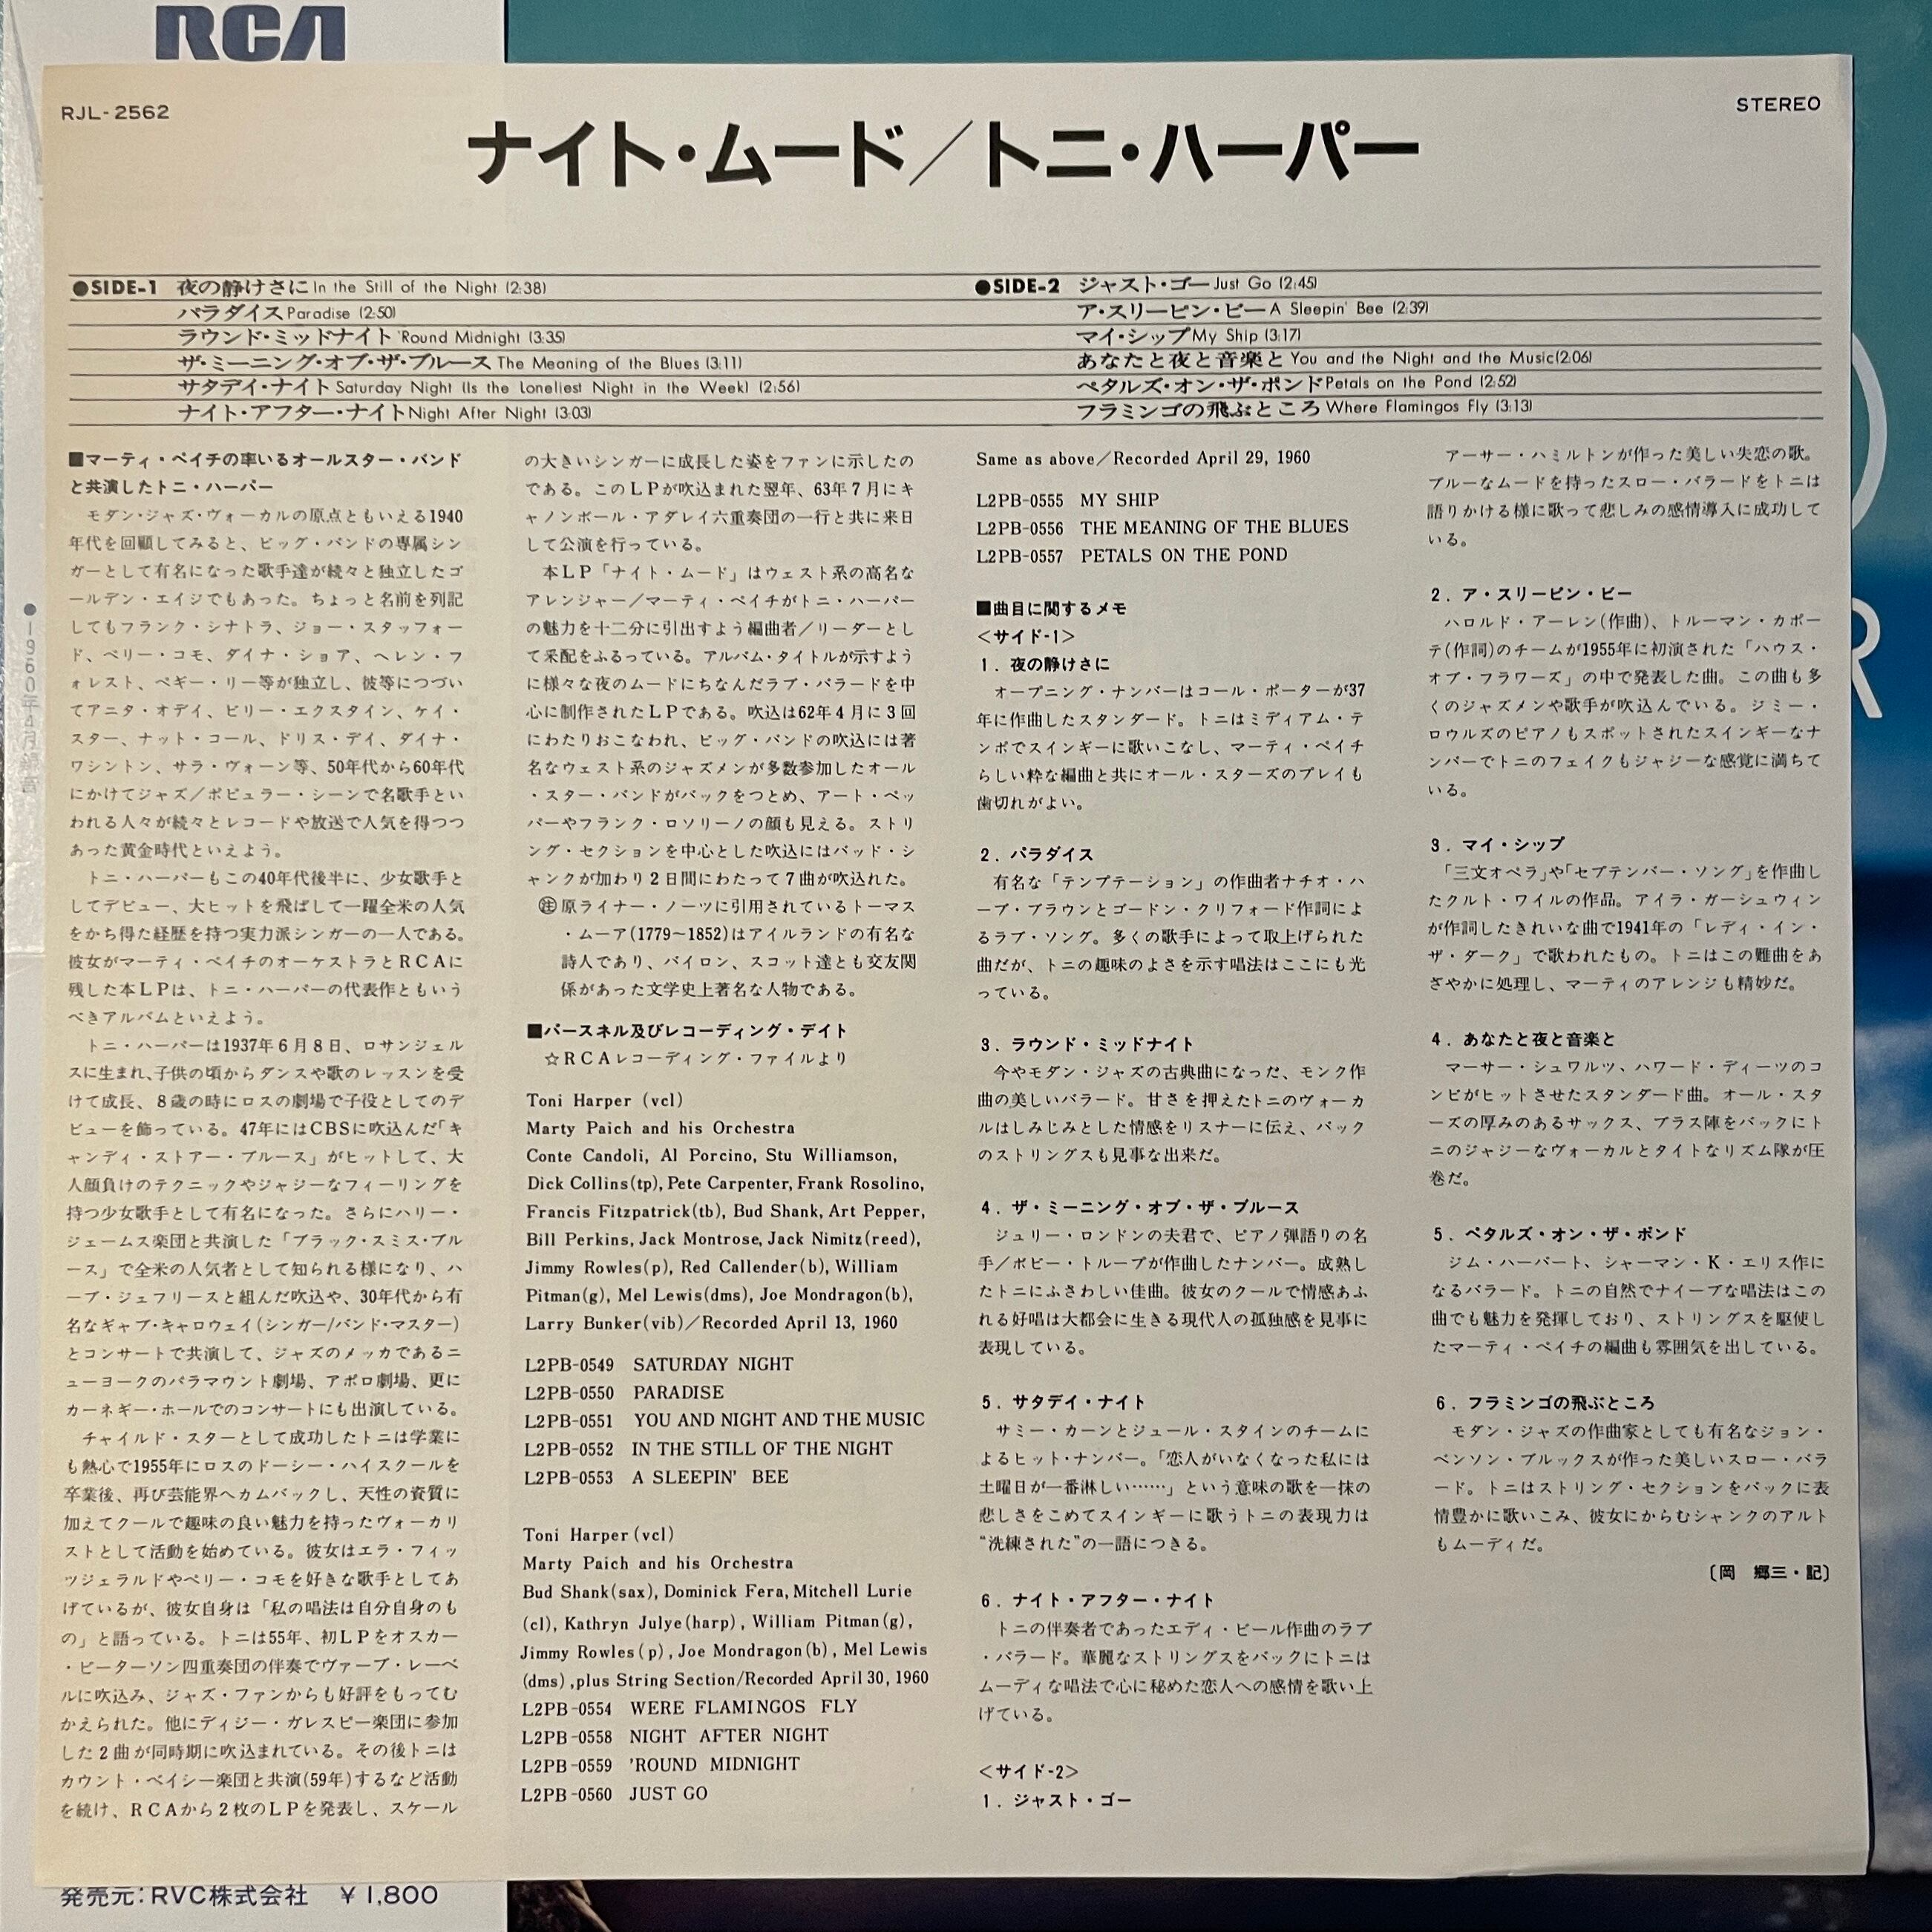 RCA
RJL-2562
STEREO
ナイト・ムード／トニ・ハーパー
●SIDE-1 夜の静けさに In the Still of the Night (2:38)
パラダイス Paradise (2:50)
ラウンド・ミッドナイト 'Round Midnight (3:35)
ザ・ミーニング・オブ・ザ・ブルース The Meaning of the Blues (3:11)
サタデイ・ナイト Saturday Night (Is the Loneliest Night in the Week) (2:56)
ナイト・アフター・ナイト Night After Night (3:03)
●SIDE-2 ジャスト・ゴー Just Go (2:45)
ア・スリーピン・ビー A Sleepin' Bee (2:39)
マイ・シップ My Ship (3:17)
あなたと夜と音楽と You and the Night and the Music(2:06)
ペタルズ・オン・ザ・ポンド Petals on the Pond (2:52)
フラミンゴの飛ぶところ Where Flamingos Fly (3:13)
■マーティ・ペイチの率いるオールスター・バンド
と共演したトニ・ハーパー
モダン・ジャズ・ヴォーカルの原点ともいえる1940
年代を回顧してみると、ビッグ・バンドの専属シン
ガーとして有名になった歌手達が続々と独立したゴ
ールデン・エイジでもあった。ちょっと名前を列記
してもフランク・シナトラ、ジョー・スタッフォー
ド、ペリー・コモ、ダイナ・ショア、ヘレン・フ
ォレスト、ペギー・リー等が独立し、彼等につづい
てアニタ・オデイ、ビリー・エクスタイン、ケイ・
スター、ナット・コール、ドリス・デイ、ダイナ・
ワシントン、サラ・ヴォーン等、50年代から60年代
にかけてジャズ／ポピュラー・シーンで名歌手とい
われる人々が続々とレコードや放送で人気を得つつ
あった黄金時代といえよう。
トニ・ハーパーもこの40年代後半に、少女歌手と
してデビュー、大ヒットを飛ばして一躍全米の人気
をかち得た経歴を持つ実力派シンガーの一人である。
彼女がマーティ・ペイチのオーケストラとRCAに
残した本LPは、トニ・ハーパーの代表作ともいう
べきアルバムといえよう。
トニ・ハーパーは1937年6月8日、ロサンジェル
スに生まれ、子供の頃からダンスや歌のレッスンを受
けて成長、8歳の時にロスの劇場で子役としてのデ
ビューを飾っている。47年にはCBSに吹込んだ「キ
ャンディ・ストアー・ブルース」がヒットして、大
人顔負けのテクニックやジャジーなフィーリングを
持つ少女歌手として有名になった。さらにハリー・
ジェームス楽団と共演した「ブラック・スミス・ブル
ース」で全米の人気者として知られる様になり、ハ
ーブ・ジェフリースと組んだ吹込や、30年代から有
名なギャブ・キャロウェイ(シンガー/バンド・マスター)
とコンサートで共演して、ジャズのメッカであるニ
ューヨークのパラマウント劇場、アポロ劇場、更に
カーネギー・ホールでのコンサートにも出演している。
チャイルド・スターとして成功したトニは学業に
も熱心で1955年にロスのドーシー・ハイスクールを
卒業後、再び芸能界へカムバックし、天性の資質に
加えてクールで趣味の良い魅力を持ったヴォーカリ
ストとして活動を始めている。彼女はエラ・フィッ
ツジェラルドやペリー・コモを好きな歌手としてあ
げているが、彼女自身は「私の唱法は自分自身のも
の」と語っている。トニは55年、初LPをオスカー
・ピーターソン四重奏団の伴奏でヴァーブ・レーベ
ルに吹込み、ジャズ・ファンからも好評をもってむ
かえられた。他にディジー・ガレスピー楽団に参加
した2曲が同時期に吹込まれている。その後トニは
カウント・ベイシー楽団と共演(59年)するなど活動
を続け、RCAから2枚のLPを発表し、スケール
の大きいシンガーに成長した姿をファンに示したの
である。このLPが吹込まれた翌年、63年7月にキ
ャノンボール・アダレイ六重奏団の一行と共に来日
して公演を行っている。
本LP「ナイト・ムード」はウェスト系の高名な
アレンジャー／マーティ・ペイチがトニ・ハーパー
の魅力を十二分に引出すよう編曲者／リーダーとし
て采配をふるっている。アルバム・タイトルが示すよう
に様々な夜のムードにちなんだラブ・バラードを中
心に制作されたLPである。吹込は62年4月に3回
にわたりおこなわれ、ビッグ・バンドの吹込には著
名なウェスト系のジャズメンが多数参加したオール
・スター・バンドがバックをつとめ、アート・ペッ
パーやフランク・ロソリーノの顔も見える。ストリ
ング・セクションを中心とした吹込にはバッド・シ
ャンクが加わり2日間にわたって7曲が吹込れた。
㊟原ライナー・ノーツに引用されているトーマス
・ムーア(1779〜1852)はアイルランドの有名な
詩人であり、バイロン、スコット達とも交友関
係があった文学史上著名な人物である。
■パースネル及びレコーディング・デイト
☆RCAレコーディング・ファイルより
Toni Harper (vcl)
Marty Paich and his Orchestra
Conte Candoli, Al Porcino, Stu Williamson,
Dick Collins(tp), Pete Carpenter, Frank Rosolino,
Francis Fitzpatrick(tb), Bud Shank, Art Pepper,
Bill Perkins, Jack Montrose, Jack Nimitz(reed),
Jimmy Rowles(p), Red Callender(b), William
Pitman(g), Mel Lewis(dms), Joe Mondragon(b),
Larry Bunker(vib)／Recorded April 13, 1960
L2PB-0549 SATURDAY NIGHT
L2PB-0550 PARADISE
L2PB-0551 YOU AND NIGHT AND THE MUSIC
L2PB-0552 IN THE STILL OF THE NIGHT
L2PB-0553 A SLEEPIN' BEE
Toni Harper (vcl)
Marty Paich and his Orchestra
Bud Shank(sax), Dominick Fera, Mitchell Lurie
(cl), Kathryn Julye(harp), William Pitman(g),
Jimmy Rowles(p), Joe Mondragon(b), Mel Lewis
(dms), plus String Section/Recorded April 30, 1960
L2PB-0554 WERE FLAMINGOS FLY
L2PB-0558 NIGHT AFTER NIGHT
L2PB-0559 'ROUND MIDNIGHT
L2PB-0560 JUST GO
Same as above／Recorded April 29, 1960
L2PB-0555 MY SHIP
L2PB-0556 THE MEANING OF THE BLUES
L2PB-0557 PETALS ON THE POND
■曲目に関するメモ
＜サイド-1＞
1．夜の静けさに
オープニング・ナンバーはコール・ポーターが37
年に作曲したスタンダード。トニはミディアム・テ
ンポでスインギーに歌いこなし、マーティ・ペイチ
らしい粋な編曲と共にオール・スターズのプレイも
歯切れがよい。
2．パラダイス
有名な「テンプテーション」の作曲者ナチオ・ハ
ーブ・ブラウンとゴードン・クリフォード作詞によ
るラブ・ソング。多くの歌手によって取上げられた
曲だが、トニの趣味のよさを示す唱法はここにも光
っている。
3．ラウンド・ミッドナイト
今やモダン・ジャズの古典曲になった、モンク作
曲の美しいバラード。甘さを押えたトニのヴォーカ
ルはしみじみとした情感をリスナーに伝え、バック
のストリングスも見事な出来だ。
4．ザ・ミーニング・オブ・ザ・ブルース
ジュリー・ロンドンの夫君で、ピアノ弾語りの名
手／ボビー・トループが作曲したナンバー。成熟し
たトニにふさわしい佳曲。彼女のクールで情感あふ
れる好唱は大都会に生きる現代人の孤独感を見事に
表現している。
5．サタデイ・ナイト
サミー・カーンとジュール・スタインのチームに
よるヒット・ナンバー。「恋人がいなくなった私には
土曜日が一番淋しい……」という意味の歌を一抹の
悲しさをこめてスインギーに歌うトニの表現力は
“洗練された”の一語につきる。
6．ナイト・アフター・ナイト
トニの伴奏者であったエディ・ビール作曲のラブ
・バラード。華麗なストリングスをバックにトニは
ムーディな唱法で心に秘めた恋人への感情を歌い上
げている。
＜サイド-2＞
1．ジャスト・ゴー
アーサー・ハミルトンが作った美しい失恋の歌。
ブルーなムードを持ったスロー・バラードをトニは
語りかける様に歌って悲しみの感情導入に成功して
いる。
2．ア・スリーピン・ビー
ハロルド・アーレン(作曲)、トルーマン・カポー
テ(作詞)のチームが1955年に初演された「ハウス・
オブ・フラワーズ」の中で発表した曲。この曲も多
くのジャズメンや歌手が吹込んでいる。ジミー・
ロウルズのピアノもスポットされたスインギーなナ
ンバーでトニのフェイクもジャジーな感覚に満ちて
いる。
3．マイ・シップ
「三文オペラ」や「セプテンバー・ソング」を作曲し
たクルト・ワイルの作品。アイラ・ガーシュウィン
が作詞したきれいな曲で1941年の「レディ・イン・
ザ・ダーク」で歌われたもの。トニはこの難曲をあ
ざやかに処理し、マーティのアレンジも精妙だ。
4．あなたと夜と音楽と
マーサー・シュワルツ、ハワード・ディーツのコ
ンビがヒットさせたスタンダード曲。オール・スタ
ーズの厚みのあるサックス、ブラス陣をバックにト
ニのジャジーなヴォーカルとタイトなリズム隊が圧
巻だ。
5．ペタルズ・オン・ザ・ポンド
ジム・ハーバート、シャーマン・K・エリス作に
なるバラード。トニの自然でナイーブな唱法はこの
曲でも魅力を発揮しており、ストリングスを駆使し
たマーティ・ペイチの編曲も雰囲気を出している。
6．フラミンゴの飛ぶところ
モダン・ジャズの作曲家としても有名なジョン・
ベンソン・ブルックスが作った美しいスロー・バラ
ード。トニはストリング・セクションをバックに表
情豊かに歌いこみ、彼女にからむシャンクのアルト
もムーディだ。
〔岡 郷三・記〕
●1960年4月録音
R
発売元：RVC株式会社 ￥1,800